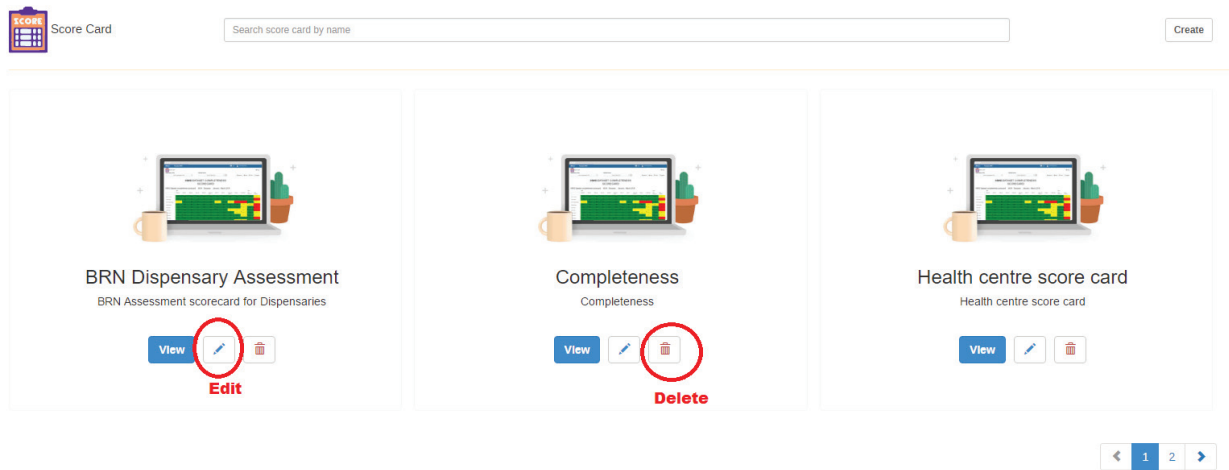 SCORE
Score Card
Search score card by name
Create
BRN Dispensary Assessment
BRN Assessment scorecard for Dispensaries
View
Edit
Completeness
Completeness
View
Delete
Health centre score card
Health centre score card
View
1 2